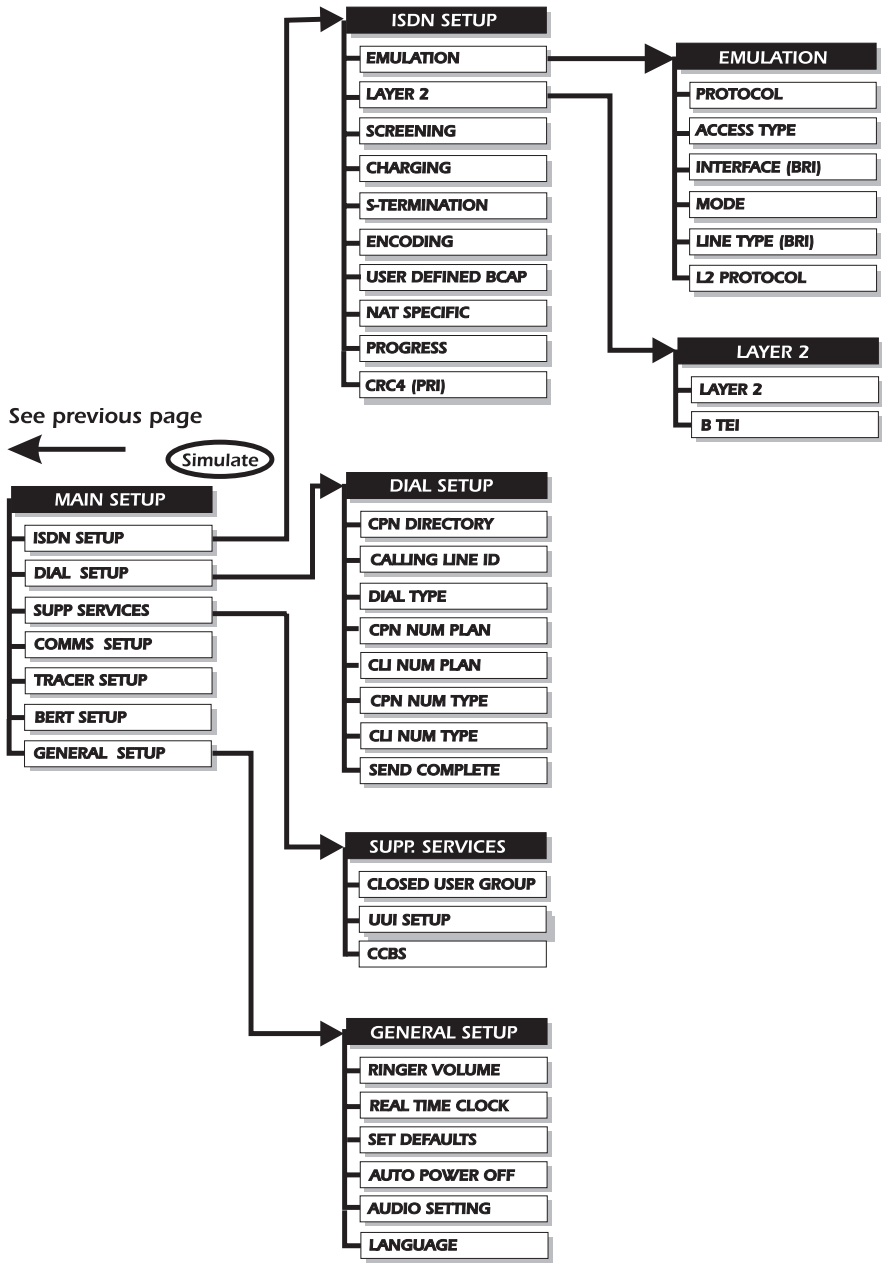 See previous page
Simulate
MAIN SETUP
ISDN SETUP
DIAL SETUP
SUPP SERVICES
COMMS SETUP
TRACER SETUP
BERT SETUP
GENERAL SETUP
ISDN SETUP
EMULATION
LAYER 2
SCREENING
CHARGING
S-TERMINATION
ENCODING
USER DEFINED BCAP
NAT SPECIFIC
PROGRESS
CRC4 (PRI)
EMULATION
PROTOCOL
ACCESS TYPE
INTERFACE (BRI)
MODE
LINE TYPE (BRI)
L2 PROTOCOL
LAYER 2
LAYER 2
B TEI
DIAL SETUP
CPN DIRECTORY
CALLING LINE ID
DIAL TYPE
CPN NUM PLAN
CLI NUM PLAN
CPN NUM TYPE
CLI NUM TYPE
SEND COMPLETE
SUPP. SERVICES
CLOSED USER GROUP
UUI SETUP
CCBS
GENERAL SETUP
RINGER VOLUME
REAL TIME CLOCK
SET DEFAULTS
AUTO POWER OFF
AUDIO SETTING
LANGUAGE